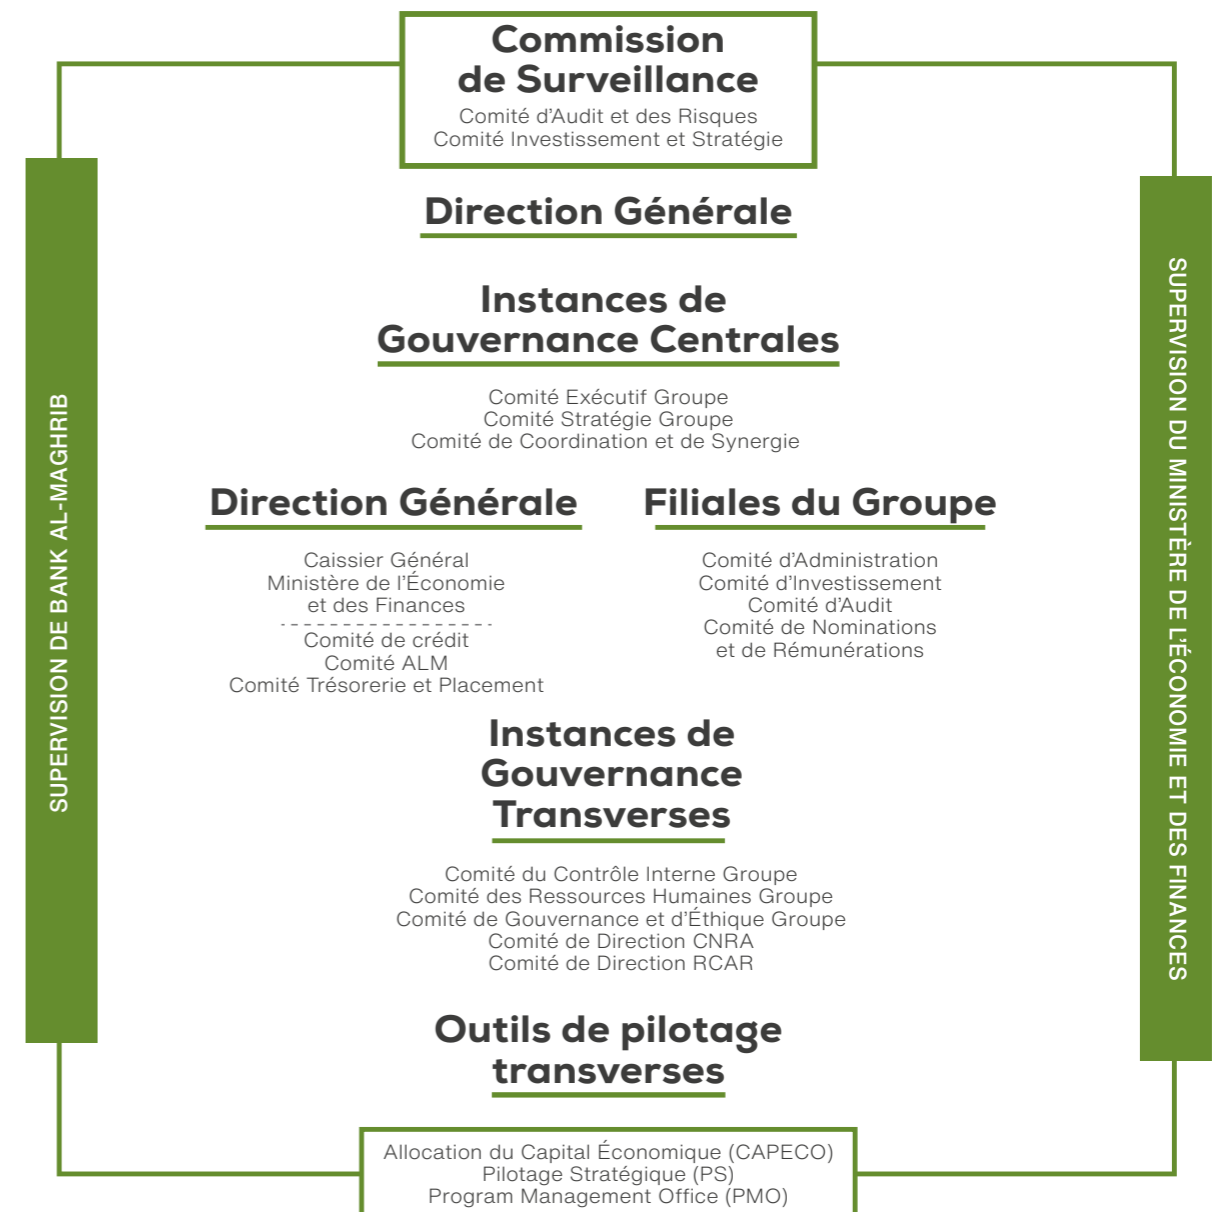 Commission
de Surveillance
Comité d'Audit et des Risques
Comité Investissement et Stratégie
Direction Générale
Instances de
Gouvernance Centrales
Comité Exécutif Groupe
Comité Stratégie Groupe
Comité de Coordination et de Synergie
Direction Générale
Caissier Général
Ministère de l'Économie
et des Finances
Comité de crédit
Comité ALM
Comité Trésorerie et Placement
Filiales du Groupe
Comité d'Administration
Comité d'Investissement
Comité d'Audit
Comité de Nominations
et de Rémunérations
Instances de
Gouvernance
Transverses
Comité du Contrôle Interne Groupe
Comité des Ressources Humaines Groupe
Comité de Gouvernance et d'Éthique Groupe
Comité de Direction CNRA
Comité de Direction RCAR
Outils de pilotage
transverses
Allocation du Capital Économique (CAPECO)
Pilotage Stratégique (PS)
Program Management Office (PMO)
SUPERVISION DE BANK AL-MAGHRIB
SUPERVISION DU MINISTÈRE DE L'ÉCONOMIE ET DES FINANCES